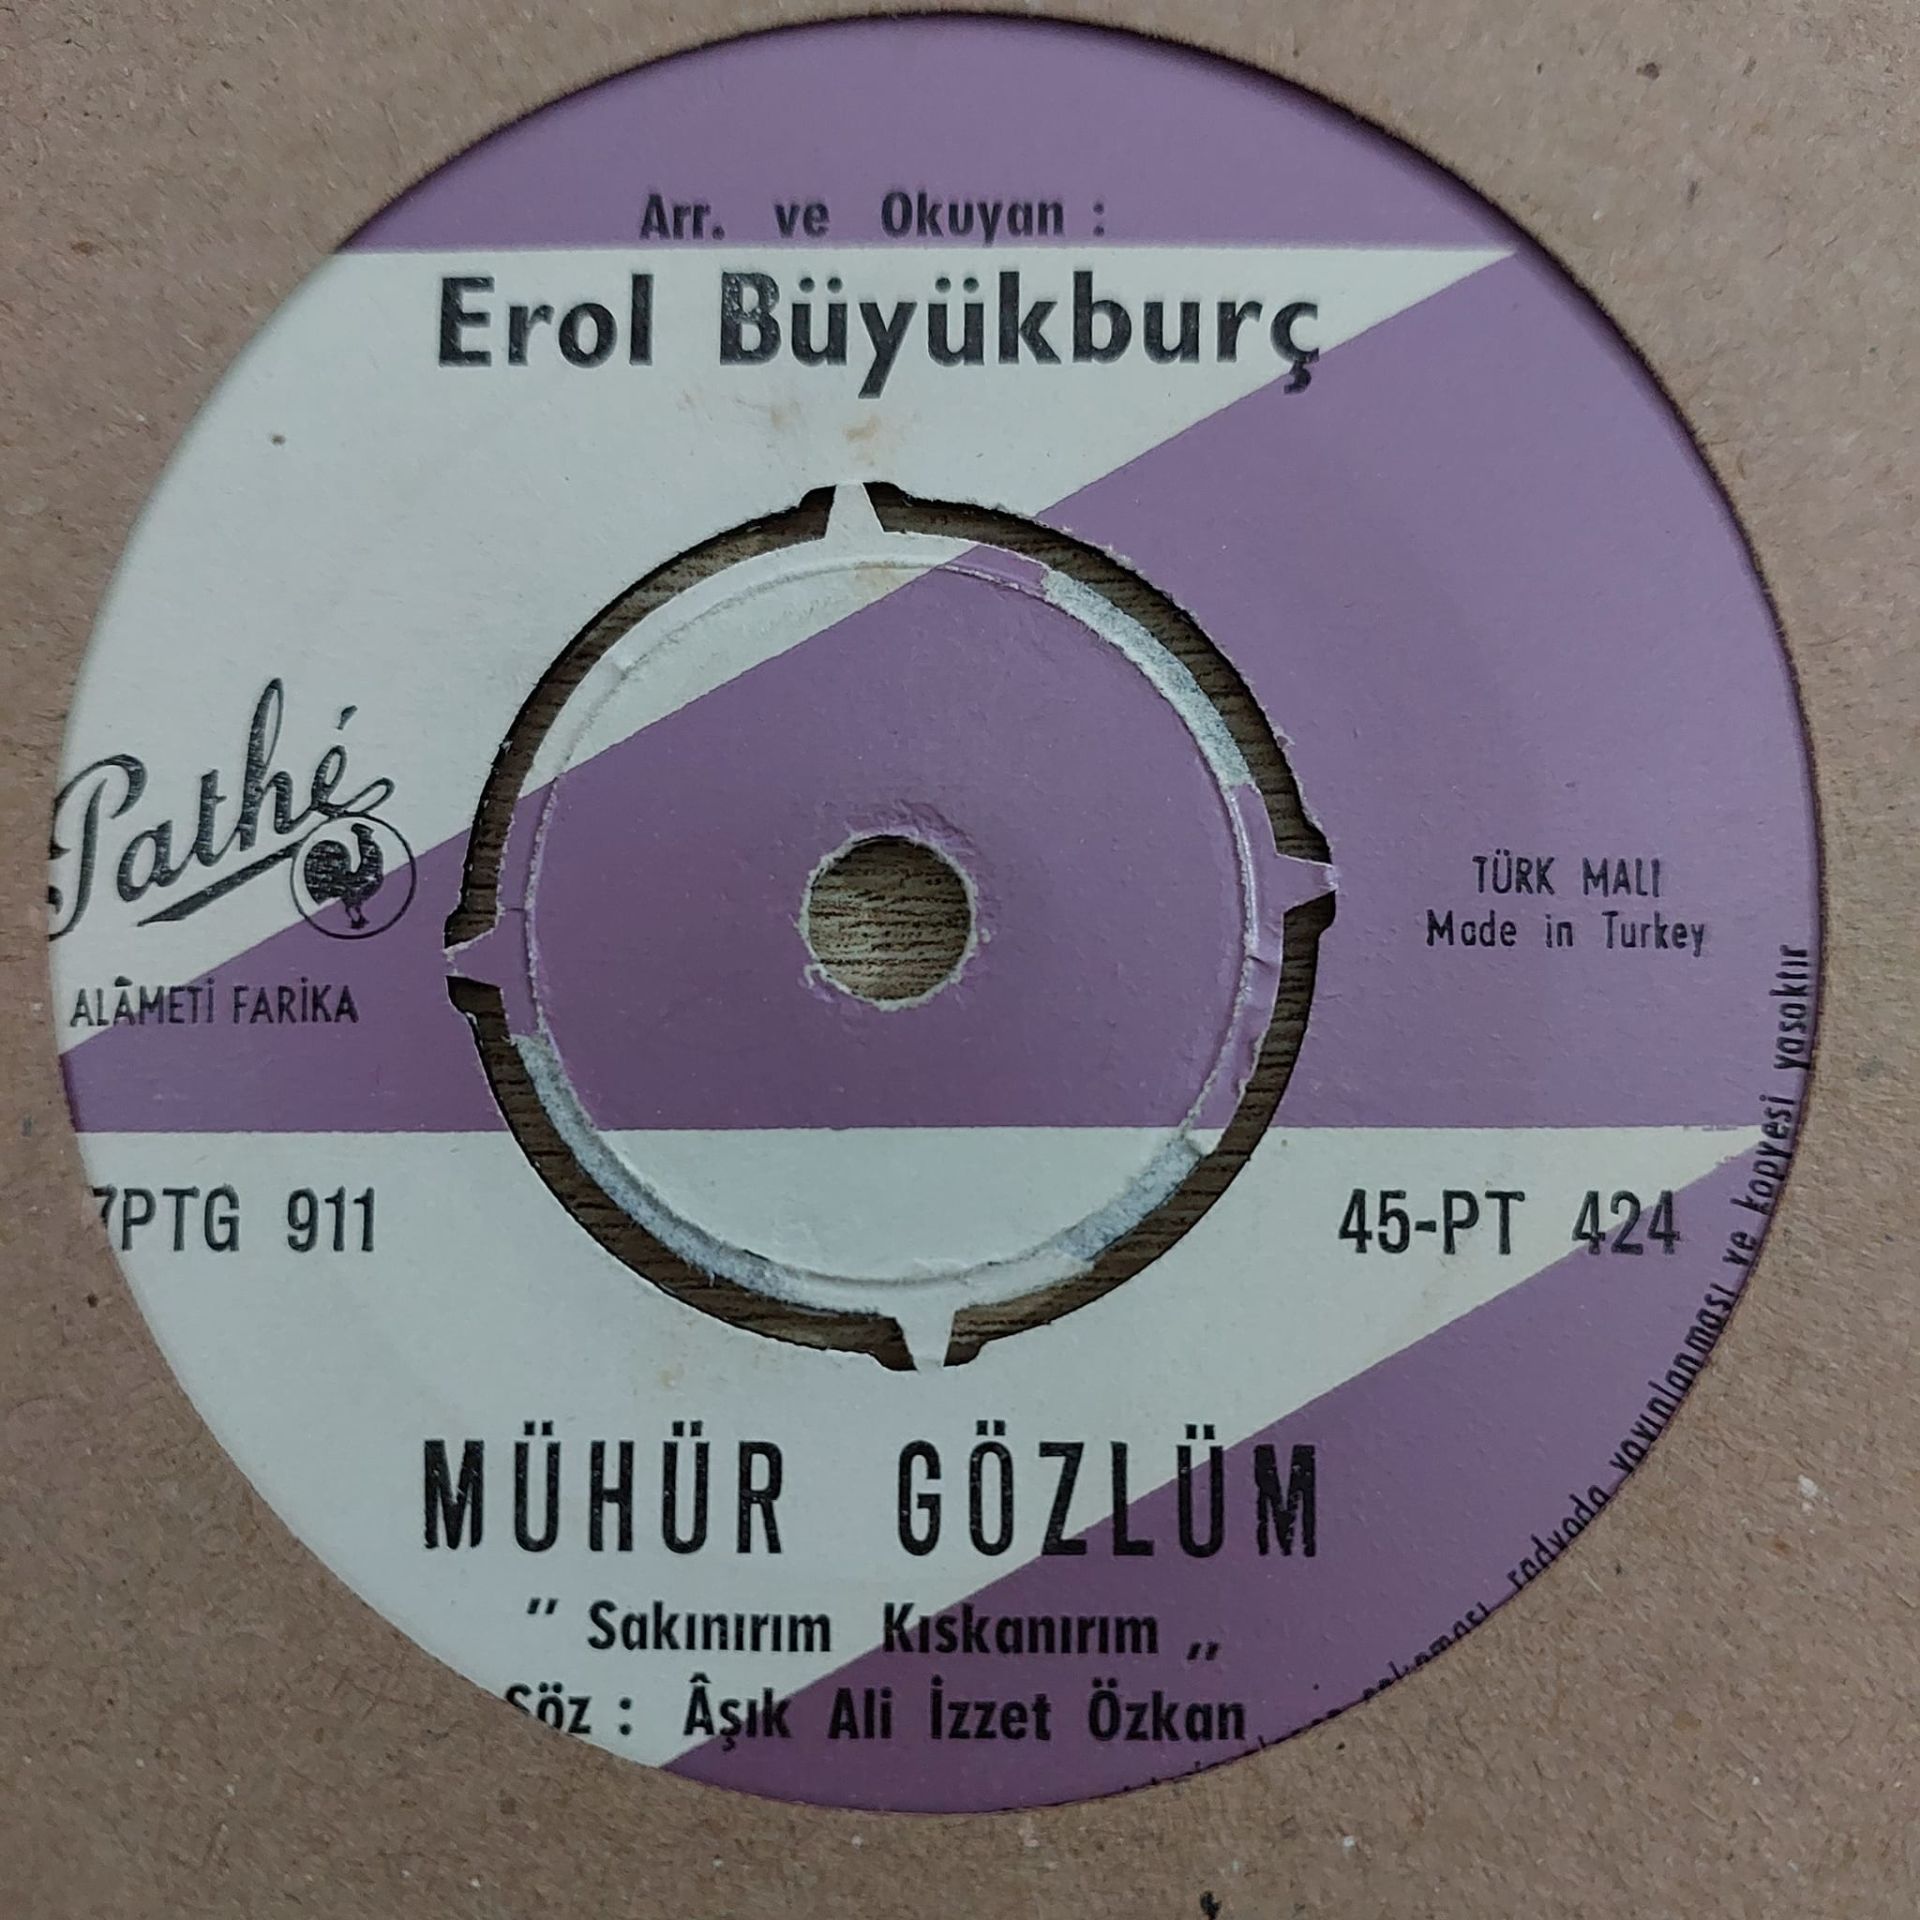 Arr. ve Okuyan :
Erol Büyükburç
Pathé
ALÂMETİ FARİKA
TÜRK MALI
Made in Turkey
7PTG 911
45-PT 424
MÜHÜR GÖZLÜM
" Sakınırım Kıskanırım „
Söz : Âşık Ali İzzet Özkan
radyoda yayınlanması ve kopyesi yasaktır